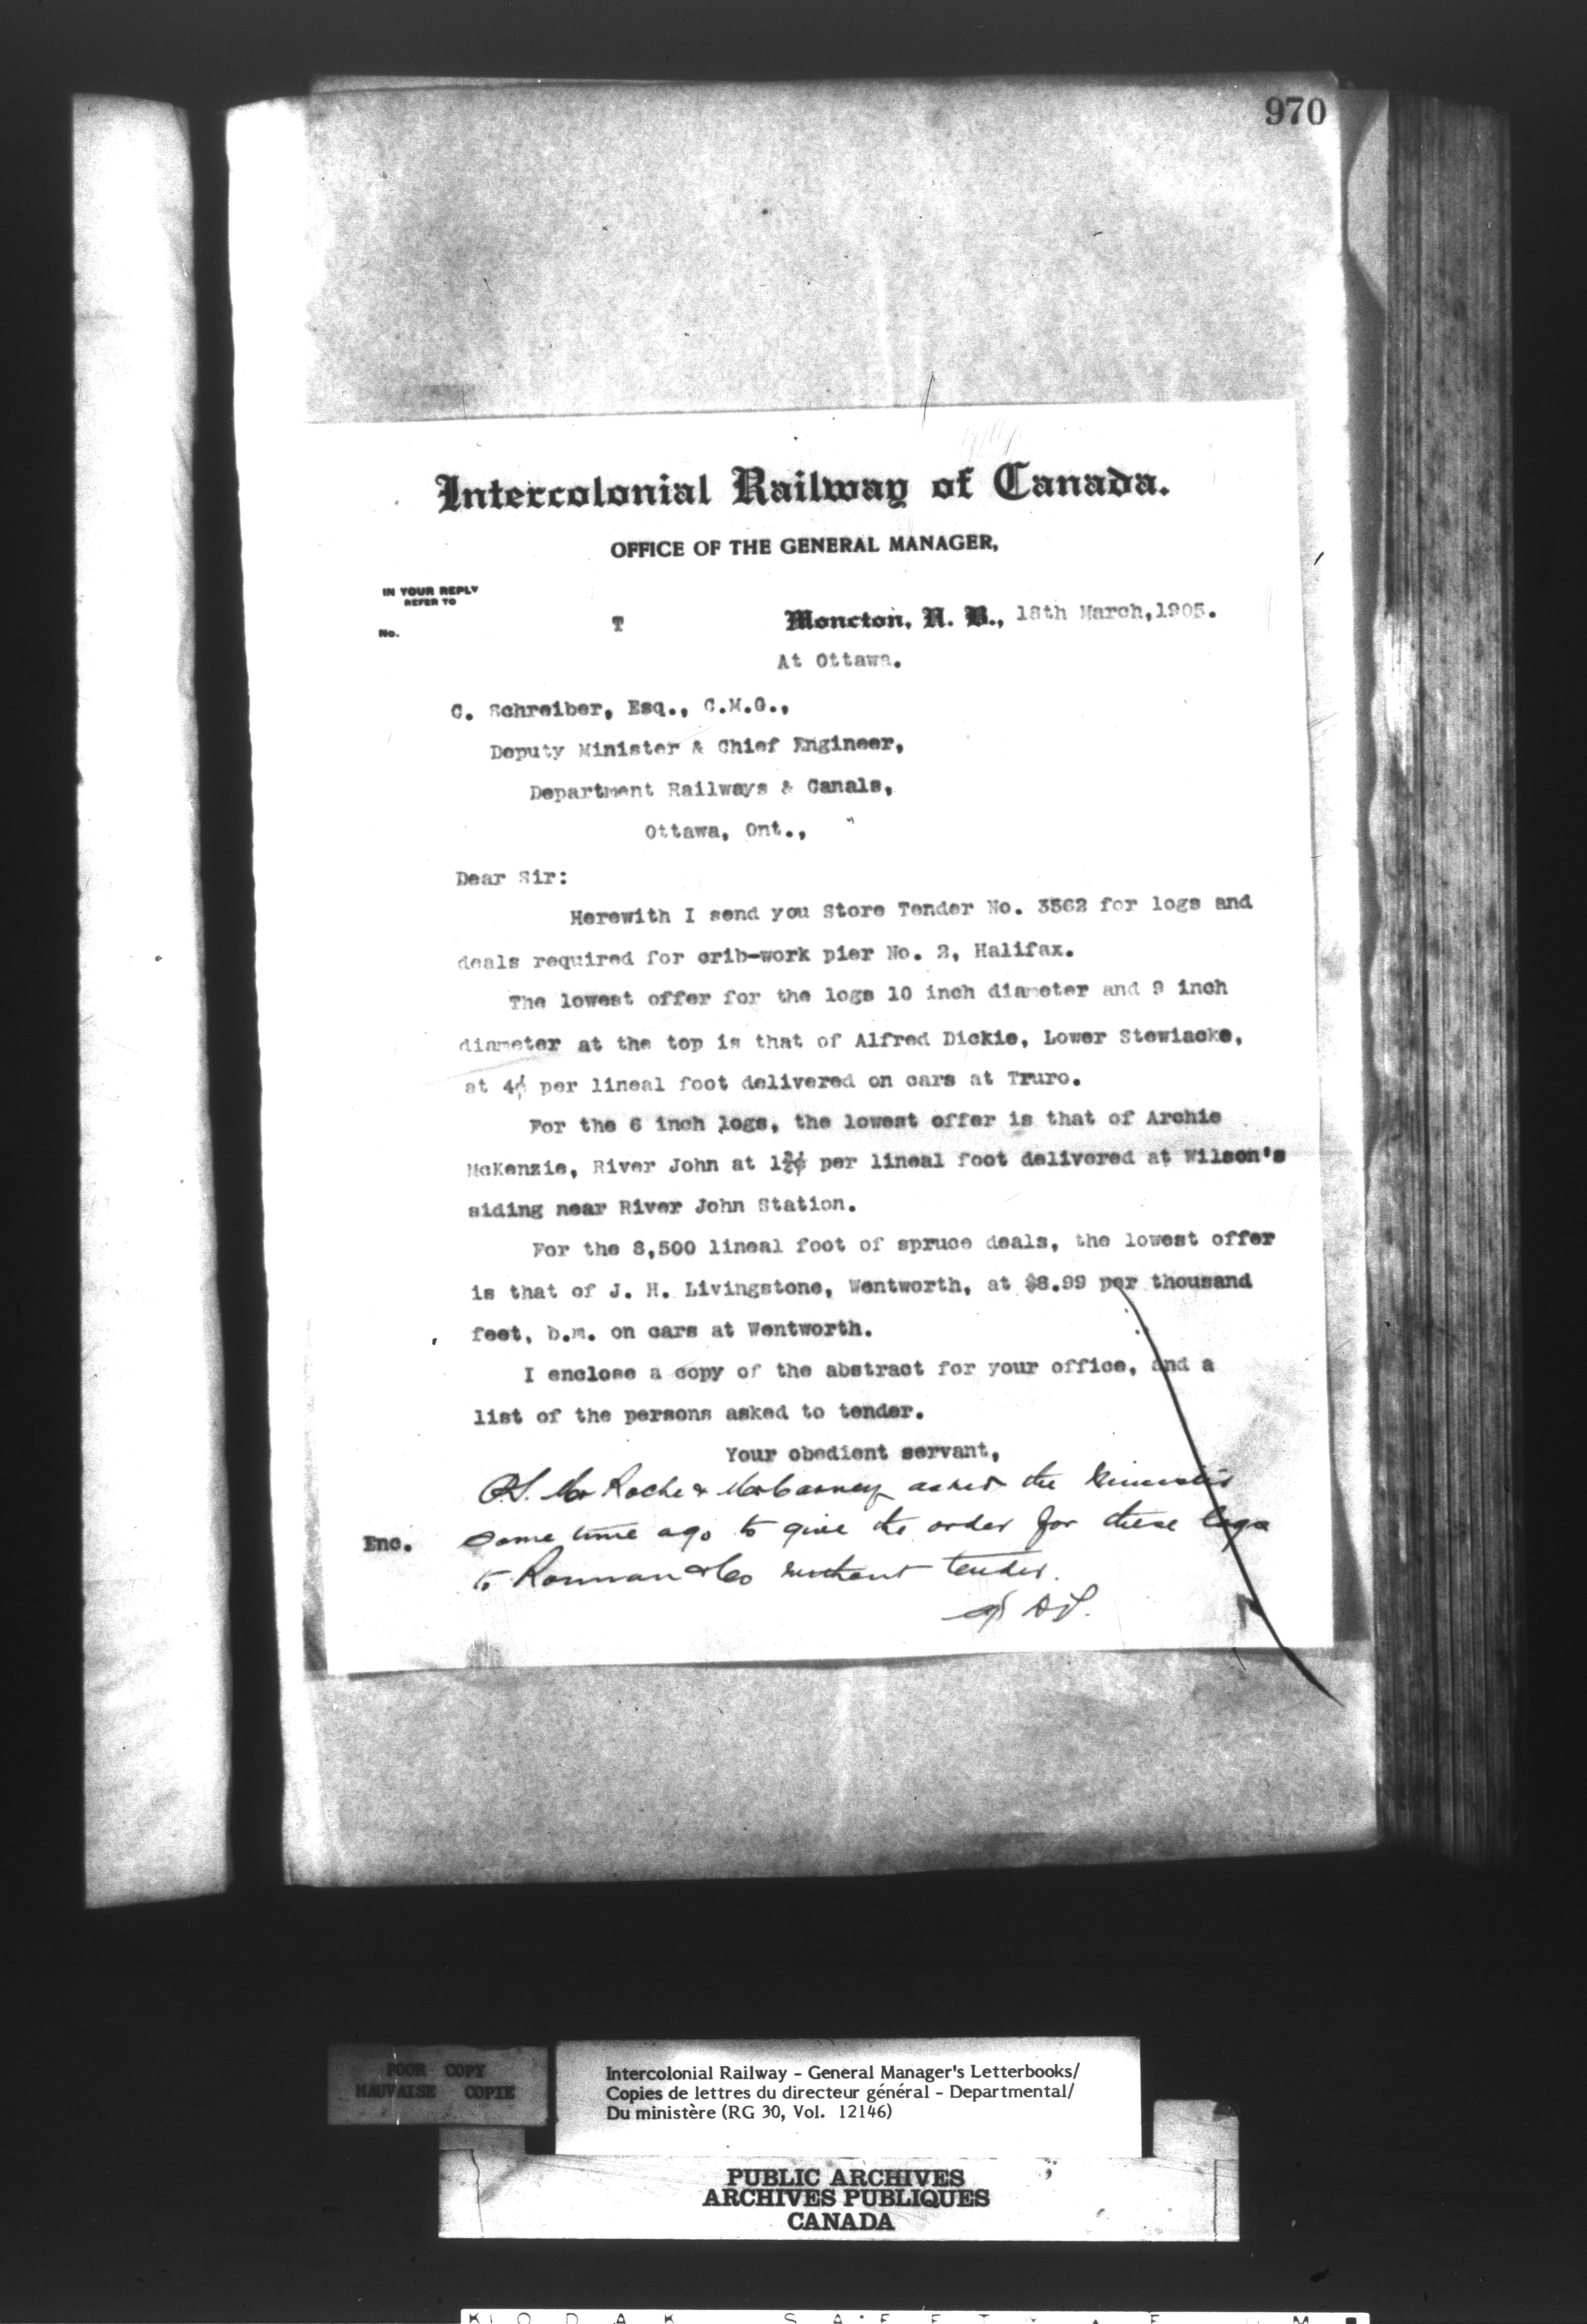 970
Intercolonial Railway of Canada.
OFFICE OF THE GENERAL MANAGER,
IN YOUR REPLY
REFER TO
No.
T
Moncton, N. B., 18th March, 1905.
At Ottawa.
C. Schreiber, Esq., C.M.G.,
Deputy Minister & Chief Engineer,
Department Railways & Canals,
Ottawa, Ont.,
Dear Sir:
Herewith I send you Store Tender No. 3562 for logs and
deals required for crib-work pier No. 2, Halifax.
The lowest offer for the logs 10 inch diameter and 9 inch
diameter at the top is that of Alfred Dickie, Lower Stewiacke,
at 4¢ per lineal foot delivered on cars at Truro.
For the 6 inch logs, the lowest offer is that of Archie
McKenzie, River John at 1¾¢ per lineal foot delivered at Wilson's
siding near River John Station.
For the 8,500 lineal foot of spruce deals, the lowest offer
is that of J. H. Livingstone, Wentworth, at $8.99 per thousand
feet, b.m. on cars at Wentworth.
I enclose a copy of the abstract for your office, and a
list of the persons asked to tender.
Your obedient servant,
P.S. Roche & asked the Minister
Enc.
some time ago to give the order for these logs
to & Co without tender.
POOR COPY
MAUVAISE COPIE
Intercolonial Railway - General Manager's Letterbooks/
Copies de lettres du directeur général - Departmental/
Du ministère (RG 30, Vol. 12146)
PUBLIC ARCHIVES
ARCHIVES PUBLIQUES
CANADA
KODAK SAFETY